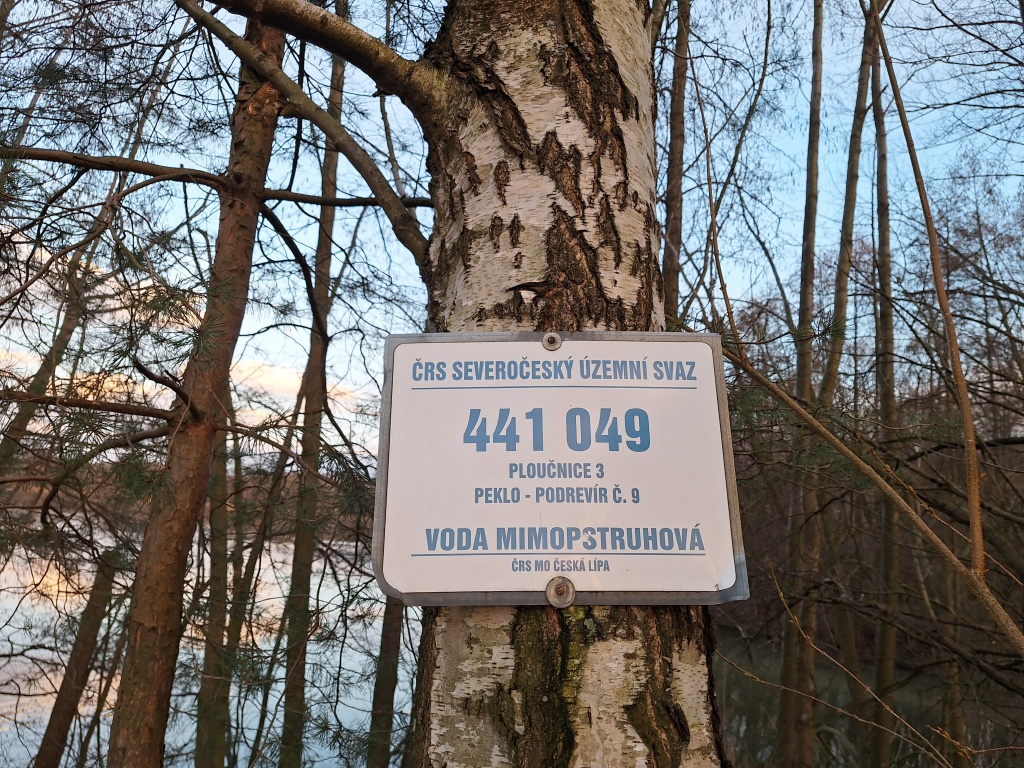 ČRS SEVEROČESKÝ ÚZEMNÍ SVAZ
441 049
PLOUČNICE 3
PEKLO - PODREVÍR Č. 9
VODA MIMOPSTRUHOVÁ
ČRS MO ČESKÁ LÍPA